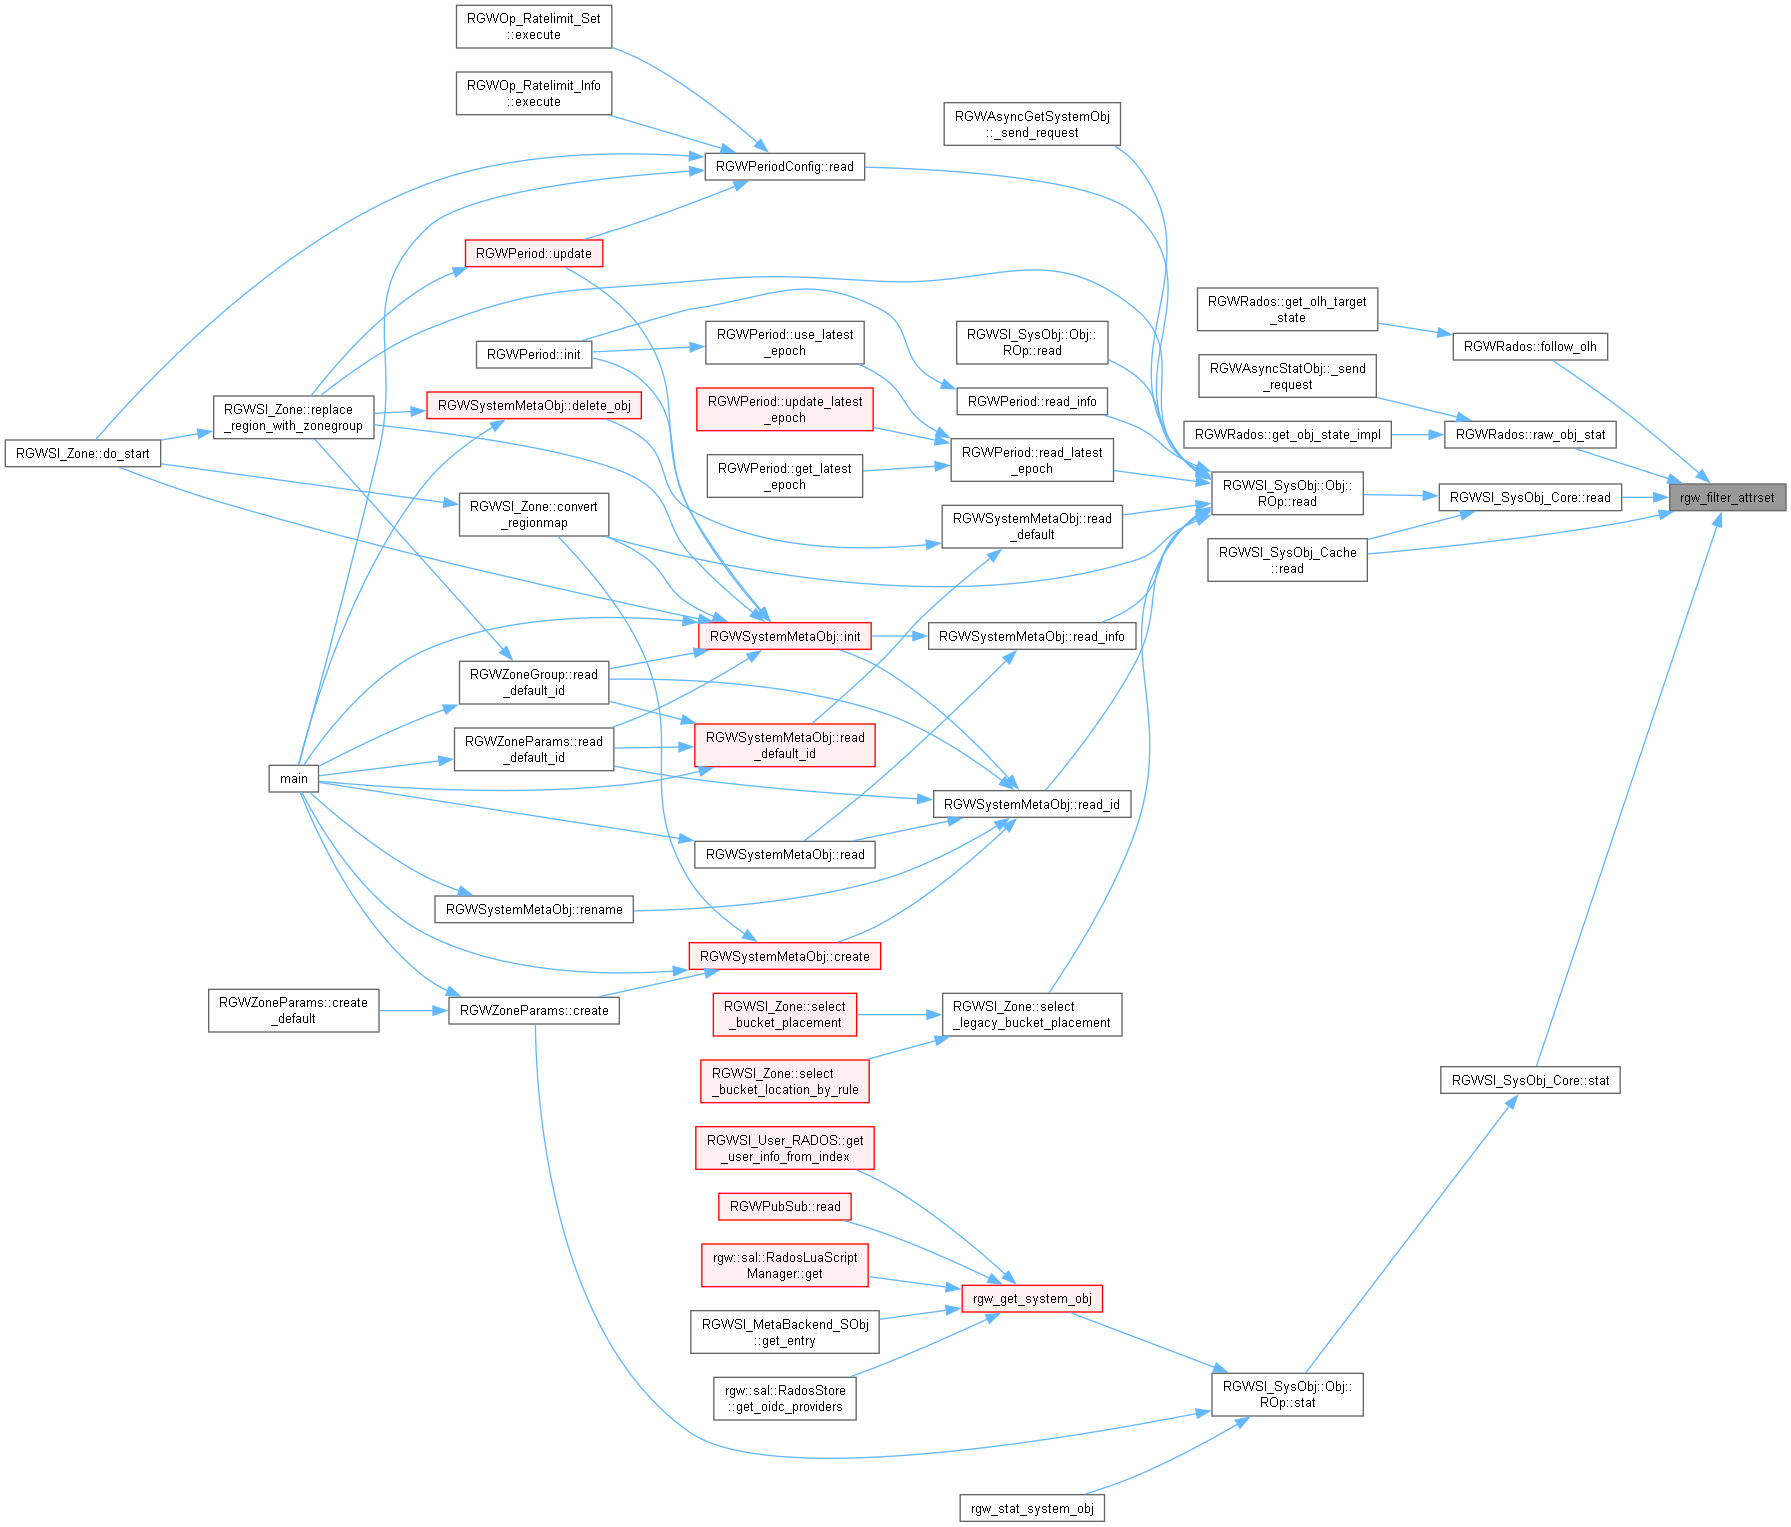 RGWOp_Ratelimit_Set
::execute
RGWOp_Ratelimit_Info
::execute
RGWAsyncGetSystemObj
::_send_request
RGWPeriodConfig::read
RGWPeriod::update
RGWRados::get_olh_target
_state
RGWPeriod::use_latest
_epoch
RGWSI_SysObj::Obj::
ROp::read
RGWRados::follow_olh
RGWPeriod::init
RGWAsyncStatObj::_send
_request
RGWPeriod::update_latest
_epoch
RGWPeriod::read_info
RGWSystemMetaObj::delete_obj
RGWSI_Zone::replace
_region_with_zonegroup
RGWRados::get_obj_state_impl
RGWRados::raw_obj_stat
RGWSI_Zone::do_start
RGWPeriod::read_latest
_epoch
RGWPeriod::get_latest
_epoch
RGWSI_SysObj::Obj::
ROp::read
RGWSI_SysObj_Core::read
rgw_filter_attrset
RGWSI_Zone::convert
_regionmap
RGWSystemMetaObj::read
_default
RGWSI_SysObj_Cache
::read
RGWSystemMetaObj::init
RGWSystemMetaObj::read_info
RGWZoneGroup::read
_default_id
RGWZoneParams::read
_default_id
RGWSystemMetaObj::read
_default_id
main
RGWSystemMetaObj::read_id
RGWSystemMetaObj::read
RGWSystemMetaObj::rename
RGWSystemMetaObj::create
RGWZoneParams::create
_default
RGWZoneParams::create
RGWSI_Zone::select
_bucket_placement
RGWSI_Zone::select
_legacy_bucket_placement
RGWSI_Zone::select
_bucket_location_by_rule
RGWSI_SysObj_Core::stat
RGWSI_User_RADOS::get
_user_info_from_index
RGWPubSub::read
rgw::sal::RadosLuaScript
Manager::get
rgw_get_system_obj
RGWSI_MetaBackend_SObj
::get_entry
rgw::sal::RadosStore
::get_oidc_providers
RGWSI_SysObj::Obj::
ROp::stat
rgw_stat_system_obj